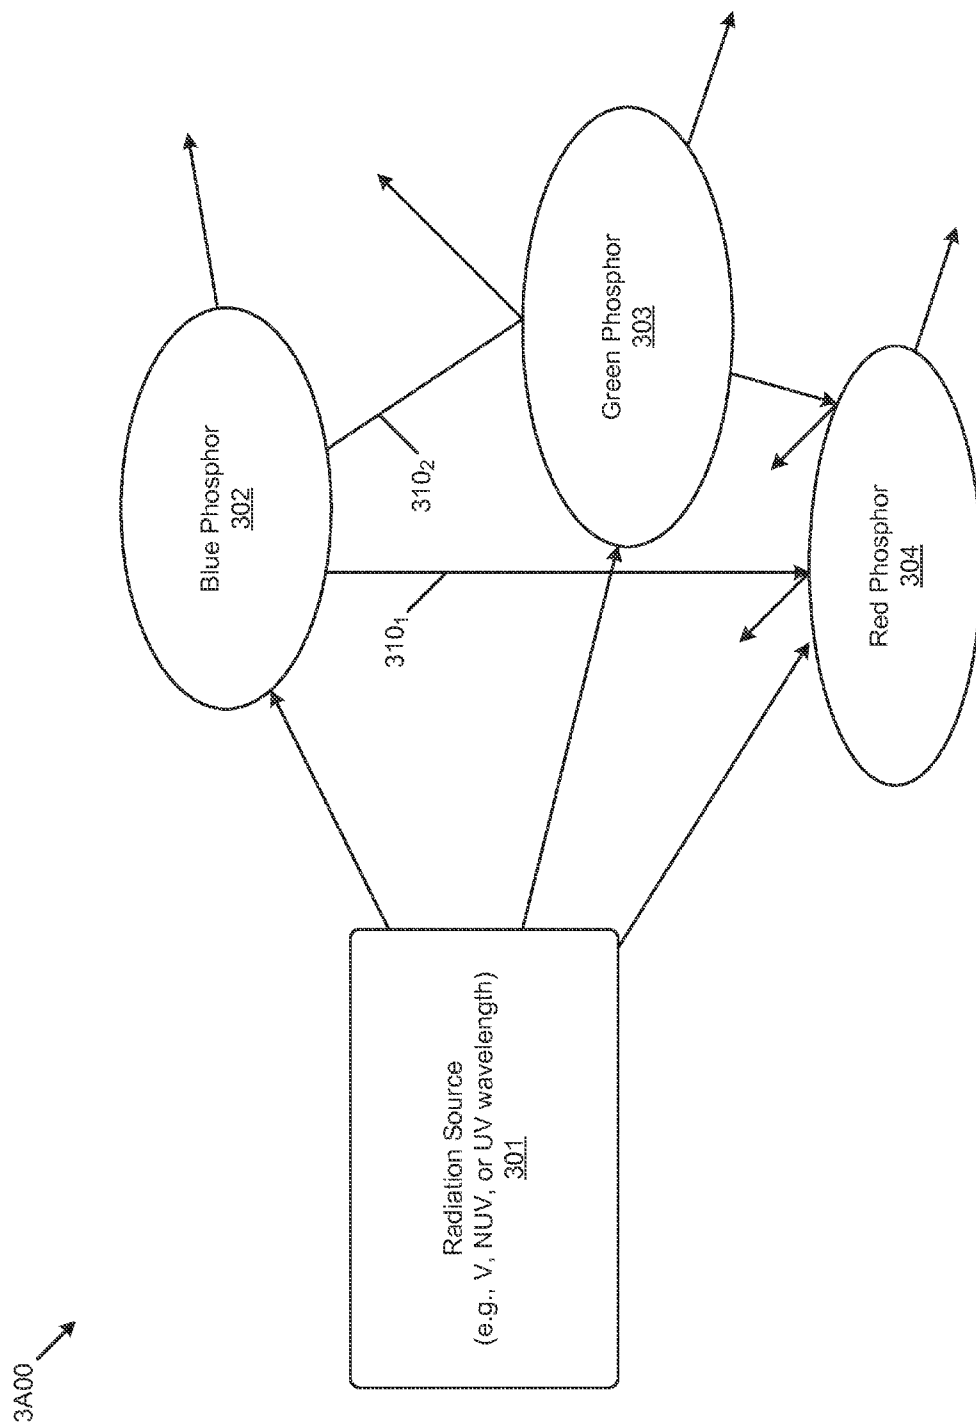 3A00
Radiation Source
(e.g., V, NUV, or UV wavelength)
301
Blue Phosphor
302
310₁
310₂
Green Phosphor
303
Red Phosphor
304